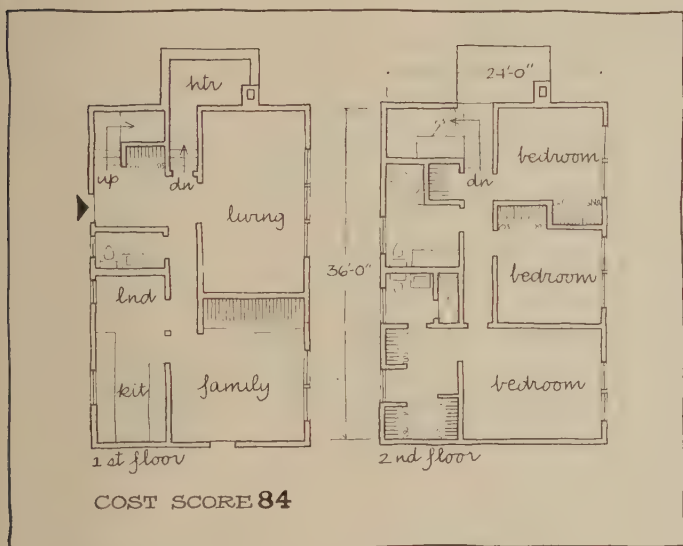 htr
up
dn
living
lnd
kit
family
1st floor
24'-0"
bedroom
dn
36'-0"
bedroom
bedroom
2nd floor
COST SCORE 84